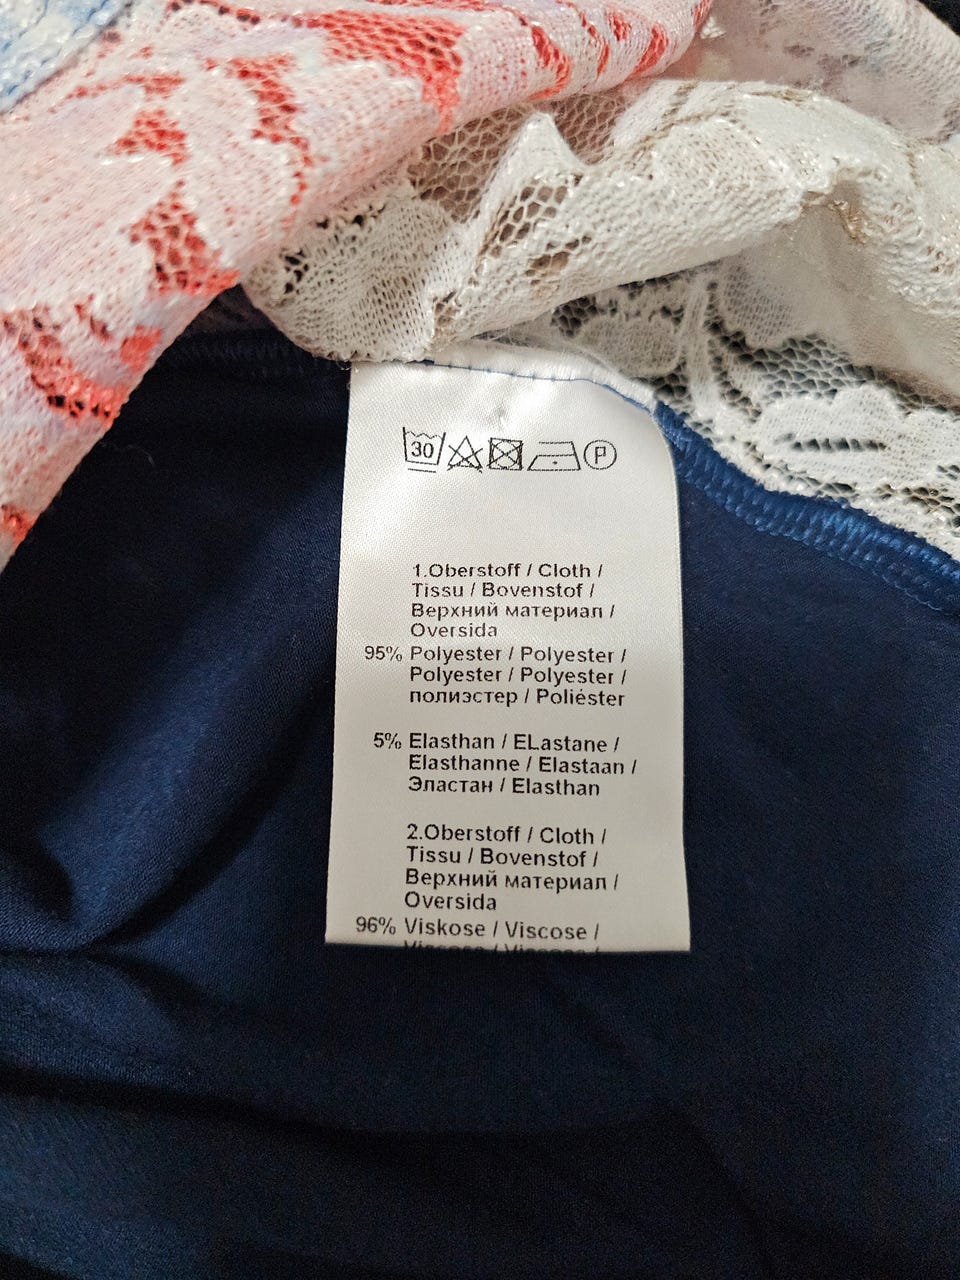 30 P
1.Oberstoff / Cloth /
Tissu / Bovenstof /
Верхний материал /
Oversida
95% Polyester / Polyester /
Polyester / Polyester /
полиэстер / Poliéster
5% Elasthan / ELastane /
Elasthanne / Elastaan /
Эластан / Elasthan
2.Oberstoff / Cloth /
Tissu / Bovenstof /
Верхний материал /
Oversida
96% Viskose / Viscose /